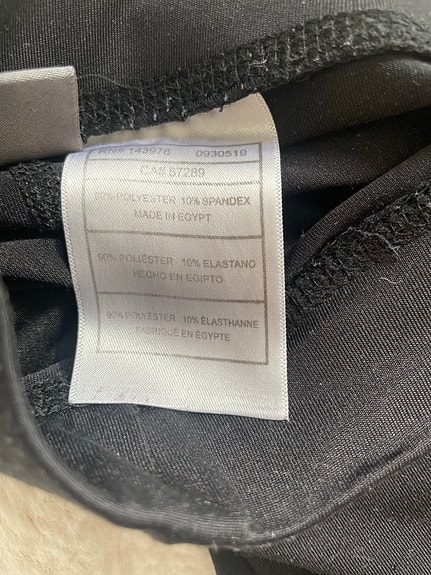 RN# 143978 0930519
CA# 57289
90% POLYESTER 10% SPANDEX
MADE IN EGYPT
90% POLIÉSTER 10% ELASTANO
HECHO EN EGIPTO
90% POLYESTER 10% ÉLASTHANNE
FABRIQUÉ EN ÉGYPTE